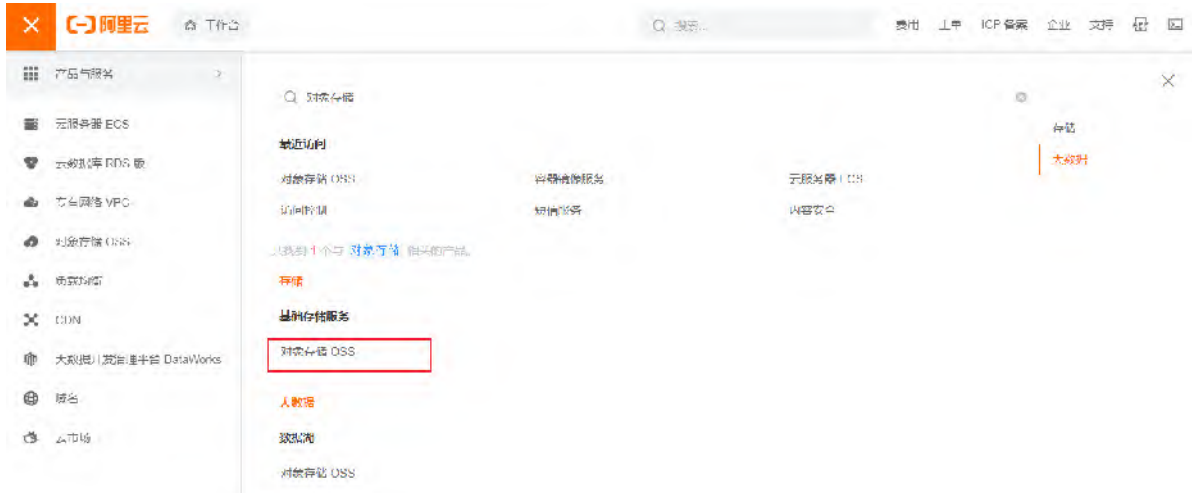 阿里云 工作台 搜索... 费用 工单 ICP 备案 企业 支持
产品与服务
对象存储
云服务器 ECS
存储
最近访问
大数据
云数据库 RDS 版
对象存储 OSS 容器镜像服务 云服务器 ECS
专有网络 VPC
访问控制 短信服务 内容安全
对象存储 OSS
只找到 1 个与 对象存储 相关的产品。
负载均衡
存储
CDN
基础存储服务
对象存储 OSS
大数据开发治理平台 DataWorks
域名
大数据
云市场
数据湖
对象存储 OSS